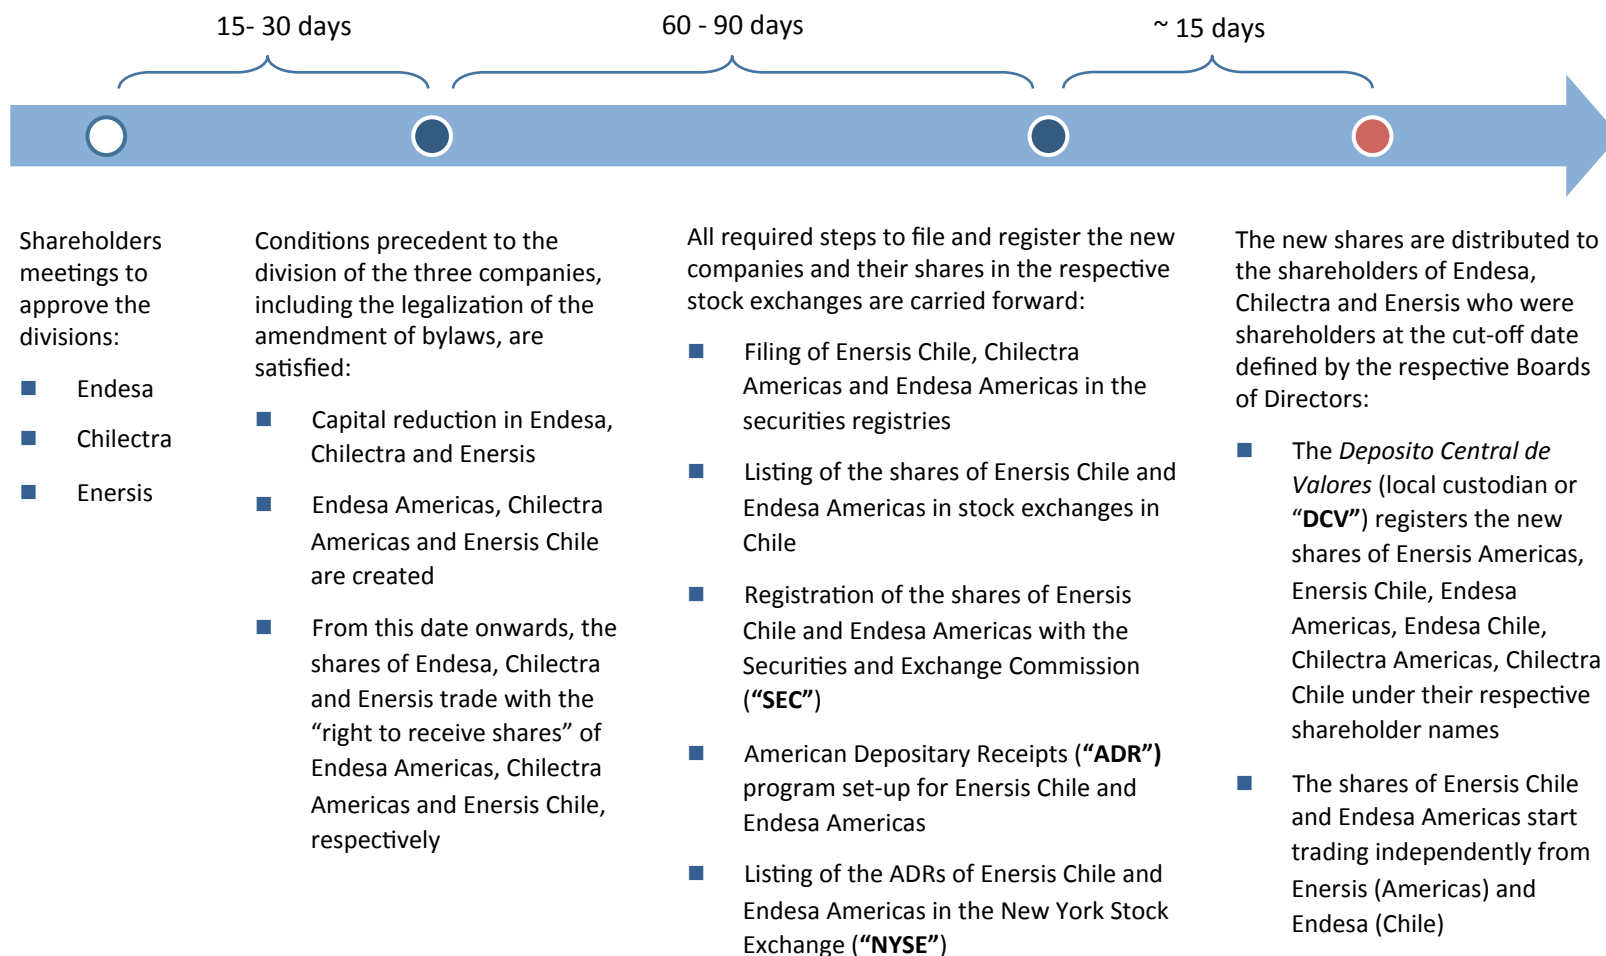 15- 30 days
60 - 90 days
~ 15 days
Shareholders
meetings to
approve the
divisions:
Endesa
Chilectra
Enersis
Conditions precedent to the
division of the three companies,
including the legalization of the
amendment of bylaws, are
satisfied:
Capital reduction in Endesa,
Chilectra and Enersis
Endesa Americas, Chilectra
Americas and Enersis Chile
are created
From this date onwards, the
shares of Endesa, Chilectra
and Enersis trade with the
“right to receive shares” of
Endesa Americas, Chilectra
Americas and Enersis Chile,
respectively
All required steps to file and register the new
companies and their shares in the respective
stock exchanges are carried forward:
Filing of Enersis Chile, Chilectra
Americas and Endesa Americas in the
securities registries
Listing of the shares of Enersis Chile and
Endesa Americas in stock exchanges in
Chile
Registration of the shares of Enersis
Chile and Endesa Americas with the
Securities and Exchange Commission
(“SEC”)
American Depositary Receipts (“ADR”)
program set-up for Enersis Chile and
Endesa Americas
Listing of the ADRs of Enersis Chile and
Endesa Americas in the New York Stock
Exchange (“NYSE”)
The new shares are distributed to
the shareholders of Endesa,
Chilectra and Enersis who were
shareholders at the cut-off date
defined by the respective Boards
of Directors:
The Deposito Central de
Valores (local custodian or
“DCV”) registers the new
shares of Enersis Americas,
Enersis Chile, Endesa
Americas, Endesa Chile,
Chilectra Americas, Chilectra
Chile under their respective
shareholder names
The shares of Enersis Chile
and Endesa Americas start
trading independently from
Enersis (Americas) and
Endesa (Chile)